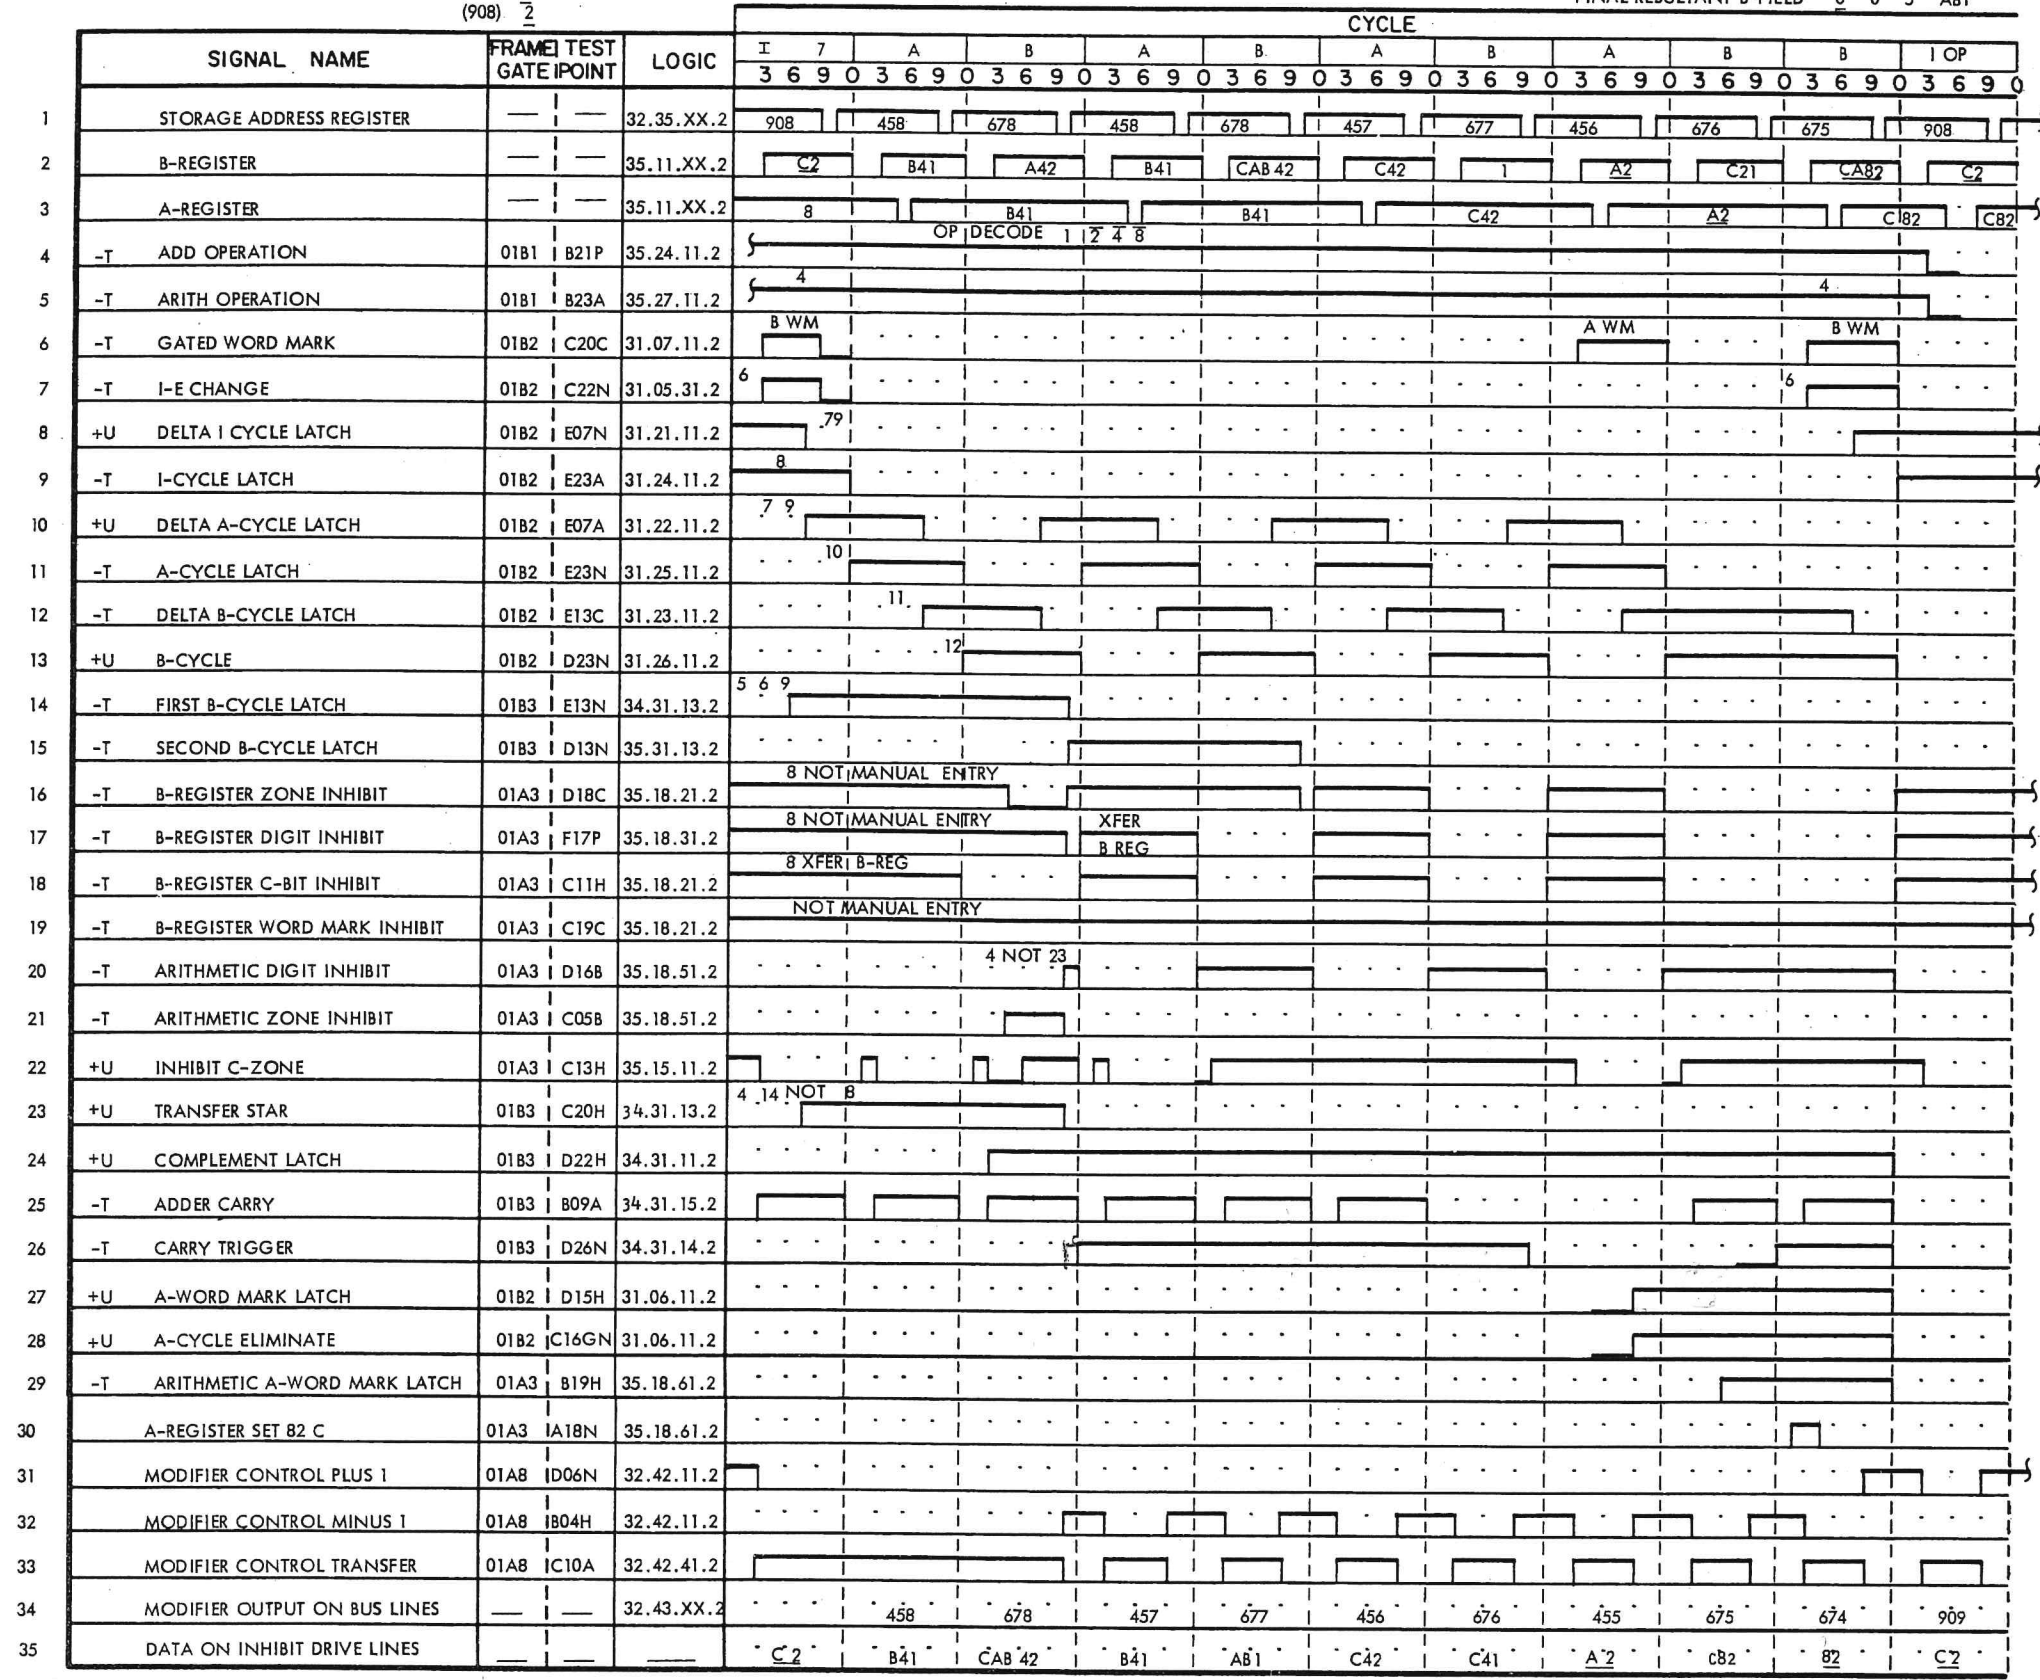 (908) 2
FINAL RESULTANT B FIELD 8 6 5 AB1
CYCLE
SIGNAL NAME FRAME GATE TEST POINT LOGIC I 7 A B A B A B A B B I OP
3 6 9 0 3 6 9 0 3 6 9 0 3 6 9 0 3 6 9 0 3 6 9 0 3 6 9 0 3 6 9 0 3 6 9 0 3 6 9 0 3 6 9 0
1 STORAGE ADDRESS REGISTER — — 32.35.XX.2 908 458 678 458 678 457 677 456 676 675 908
2 B-REGISTER — — 35.11.XX.2 C2 B41 A42 B41 CAB 42 C42 1 A2 C21 CA82 C2
3 A-REGISTER — — 35.11.XX.2 8 B41 B41 C42 A2 C 82 C82
OP DECODE 1 2 4 8
4 -T ADD OPERATION 01B1 B21P 35.24.11.2
4 4
5 -T ARITH OPERATION 01B1 B23A 35.27.11.2
B WM A WM B WM
6 -T GATED WORD MARK 01B2 C20C 31.07.11.2
6 6
7 -T I-E CHANGE 01B2 C22N 31.05.31.2
79
8 +U DELTA I CYCLE LATCH 01B2 E07N 31.21.11.2
8
9 -T I-CYCLE LATCH 01B2 E23A 31.24.11.2
7 9
10 +U DELTA A-CYCLE LATCH 01B2 E07A 31.22.11.2
10
11 -T A-CYCLE LATCH 01B2 E23N 31.25.11.2
11
12 -T DELTA B-CYCLE LATCH 01B2 E13C 31.23.11.2
12
13 +U B-CYCLE 01B2 D23N 31.26.11.2
5 6 9
14 -T FIRST B-CYCLE LATCH 01B3 E13N 34.31.13.2
15 -T SECOND B-CYCLE LATCH 01B3 D13N 35.31.13.2
8 NOT MANUAL ENTRY
16 -T B-REGISTER ZONE INHIBIT 01A3 D18C 35.18.21.2
8 NOT MANUAL ENTRY XFER
17 -T B-REGISTER DIGIT INHIBIT 01A3 F17P 35.18.31.2 B REG
8 XFER B-REG
18 -T B-REGISTER C-BIT INHIBIT 01A3 C11H 35.18.21.2
NOT MANUAL ENTRY
19 -T B-REGISTER WORD MARK INHIBIT 01A3 C19C 35.18.21.2
4 NOT 23
20 -T ARITHMETIC DIGIT INHIBIT 01A3 D16B 35.18.51.2
21 -T ARITHMETIC ZONE INHIBIT 01A3 C05B 35.18.51.2
22 +U INHIBIT C-ZONE 01A3 C13H 35.15.11.2
4 14 NOT 8
23 +U TRANSFER STAR 01B3 C20H 34.31.13.2
24 +U COMPLEMENT LATCH 01B3 D22H 34.31.11.2
25 -T ADDER CARRY 01B3 B09A 34.31.15.2
26 -T CARRY TRIGGER 01B3 D26N 34.31.14.2
27 +U A-WORD MARK LATCH 01B2 D15H 31.06.11.2
28 +U A-CYCLE ELIMINATE 01B2 C16GN 31.06.11.2
29 -T ARITHMETIC A-WORD MARK LATCH 01A3 B19H 35.18.61.2
30 A-REGISTER SET 82 C 01A3 A18N 35.18.61.2
31 MODIFIER CONTROL PLUS 1 01A8 D06N 32.42.11.2
32 MODIFIER CONTROL MINUS 1 01A8 B04H 32.42.11.2
33 MODIFIER CONTROL TRANSFER 01A8 C10A 32.42.41.2
34 MODIFIER OUTPUT ON BUS LINES — — 32.43.XX.2 458 678 457 677 456 676 455 675 674 909
35 DATA ON INHIBIT DRIVE LINES — — — C 2 B41 CAB 42 B41 AB1 C42 C41 A 2 C82 82 C2